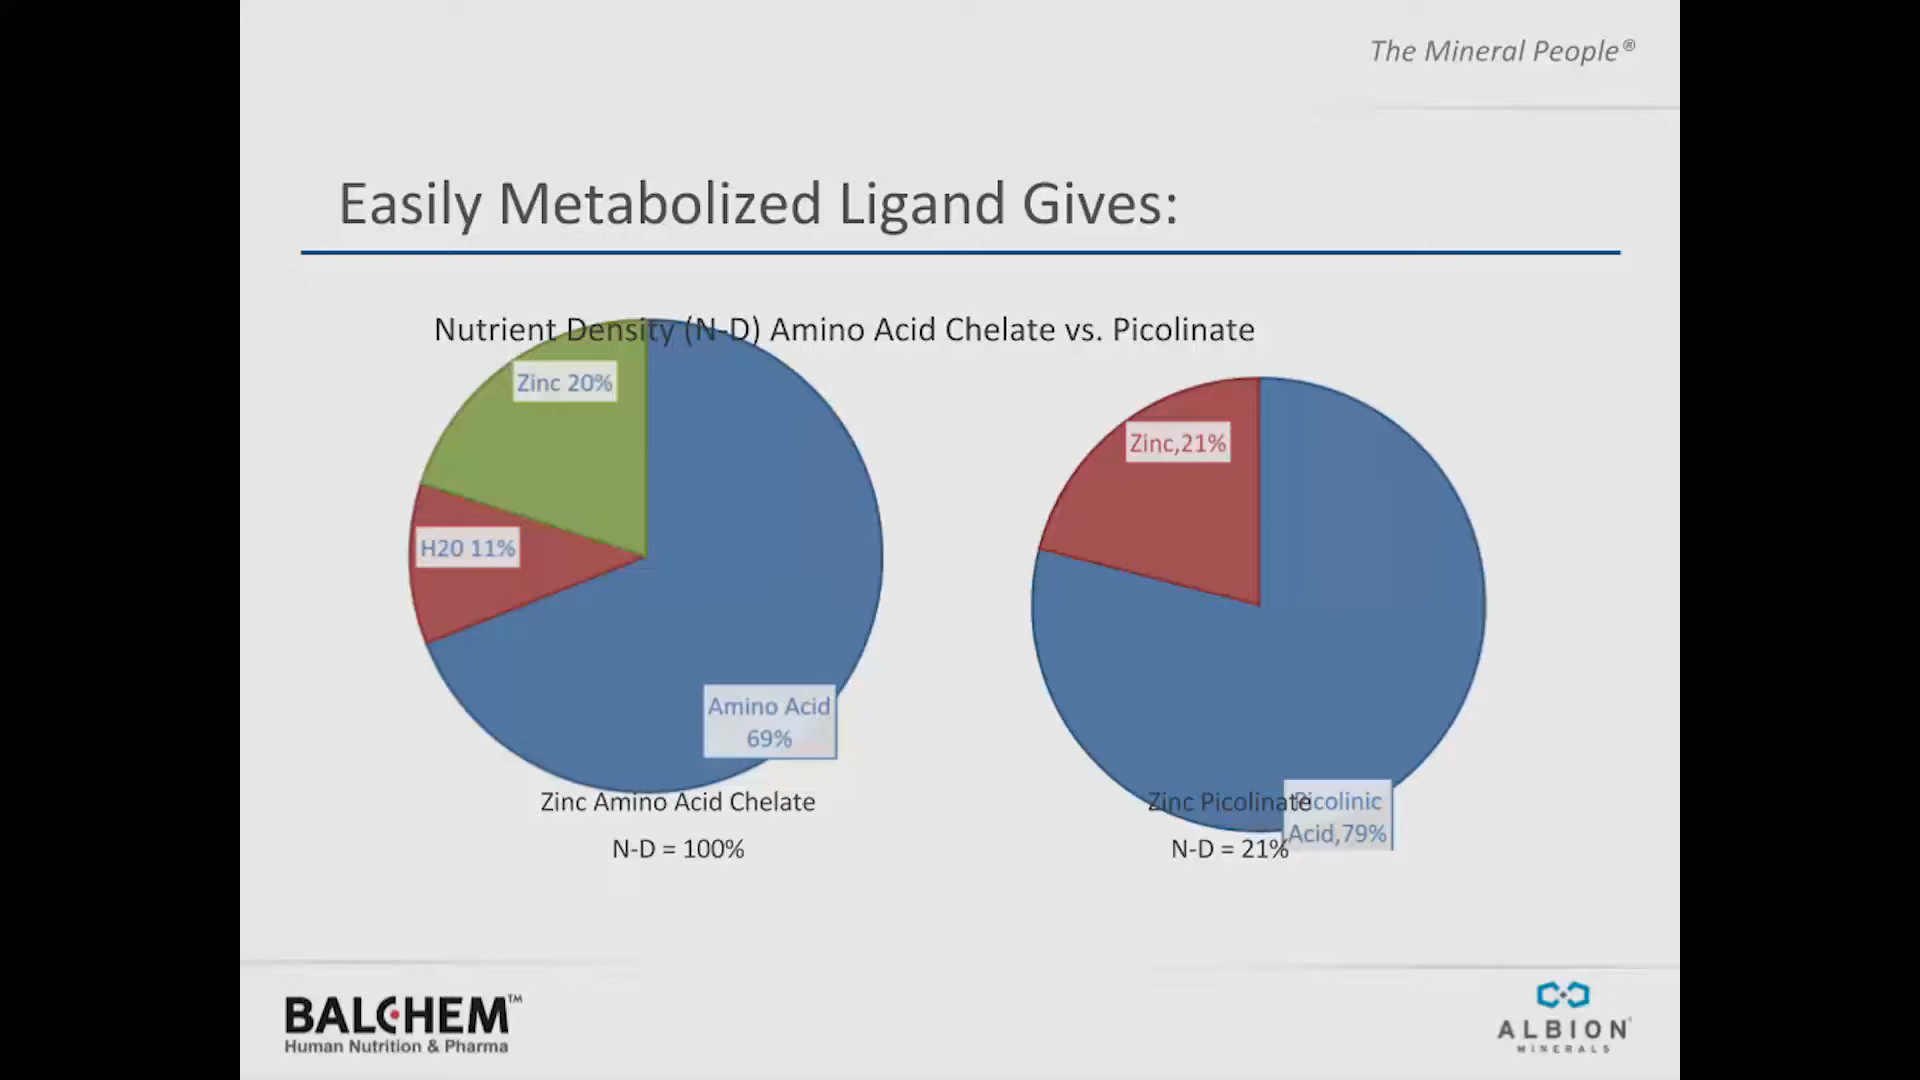 The Mineral People®
Easily Metabolized Ligand Gives:
Nutrient Density (N-D) Amino Acid Chelate vs. Picolinate
Zinc 20%
H20 11%
Amino Acid
69%
Zinc Amino Acid Chelate
N-D = 100%
Zinc,21%
Picolinic
Acid,79%
Zinc Picolinate
N-D = 21%
BALCHEM™
Human Nutrition & Pharma
ALBION
MINERALS